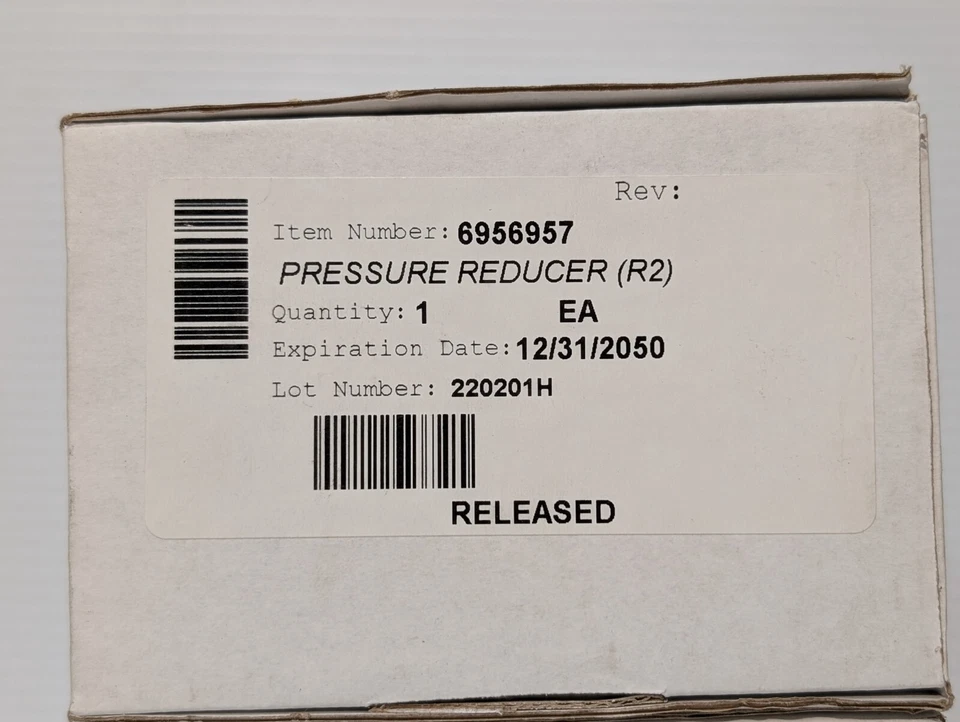 Rev:
Item Number: 6956957
PRESSURE REDUCER (R2)
Quantity: 1 EA
Expiration Date: 12/31/2050
Lot Number: 220201H
RELEASED